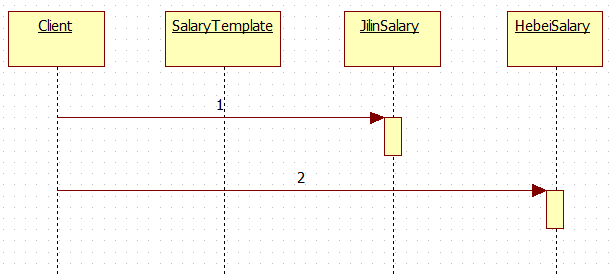 Client
SalaryTemplate
JilinSalary
HebeiSalary
1
2